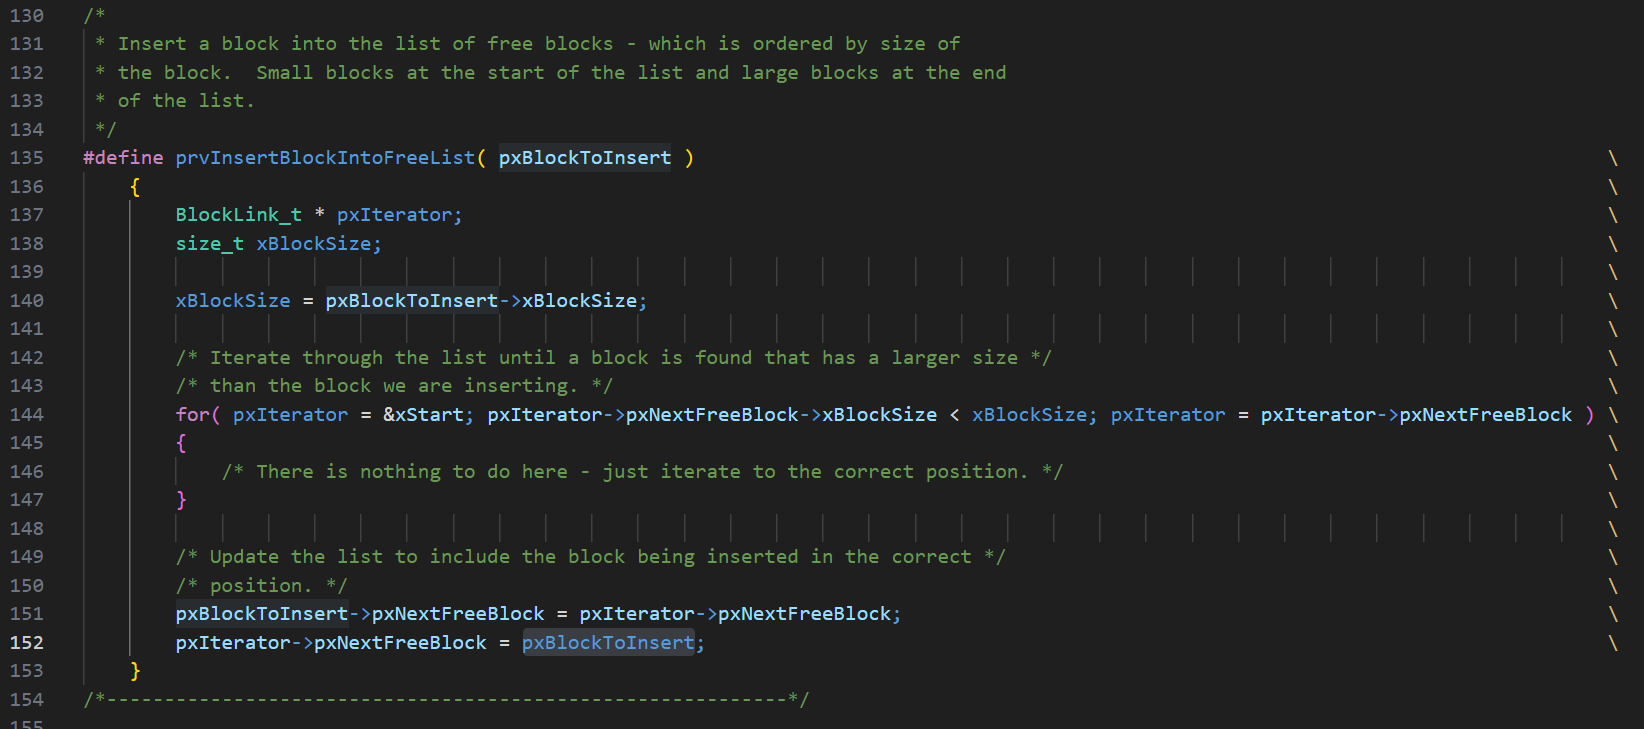 130 /*
131  * Insert a block into the list of free blocks - which is ordered by size of
132  * the block.  Small blocks at the start of the list and large blocks at the end
133  * of the list.
134  */
135 #define prvInsertBlockIntoFreeList( pxBlockToInsert ) \
136     { \
137         BlockLink_t * pxIterator; \
138         size_t xBlockSize; \
139 \
140         xBlockSize = pxBlockToInsert->xBlockSize; \
141 \
142         /* Iterate through the list until a block is found that has a larger size */ \
143         /* than the block we are inserting. */ \
144         for( pxIterator = &xStart; pxIterator->pxNextFreeBlock->xBlockSize < xBlockSize; pxIterator = pxIterator->pxNextFreeBlock ) \
145         { \
146             /* There is nothing to do here - just iterate to the correct position. */ \
147         } \
148 \
149         /* Update the list to include the block being inserted in the correct */ \
150         /* position. */ \
151         pxBlockToInsert->pxNextFreeBlock = pxIterator->pxNextFreeBlock; \
152         pxIterator->pxNextFreeBlock = pxBlockToInsert; \
153     }
154 /*-----------------------------------------------------------*/
155